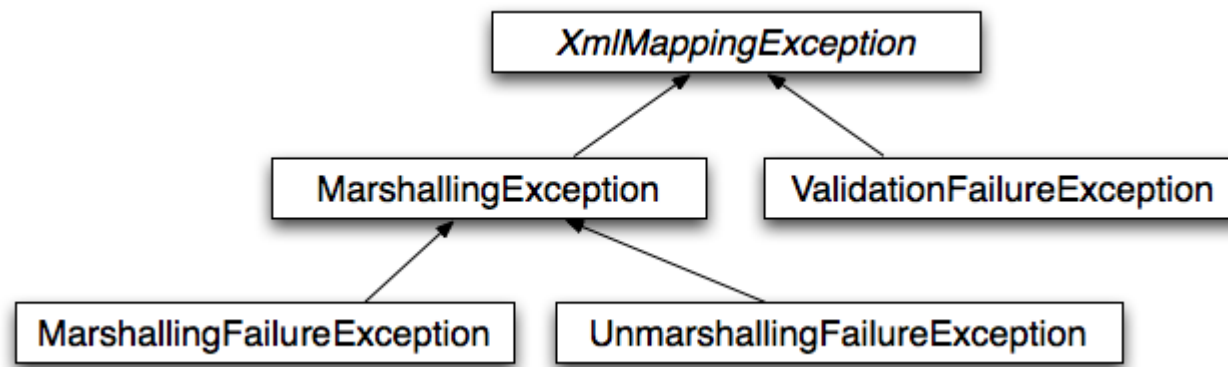 XmlMappingException
MarshallingException
ValidationFailureException
MarshallingFailureException
UnmarshallingFailureException